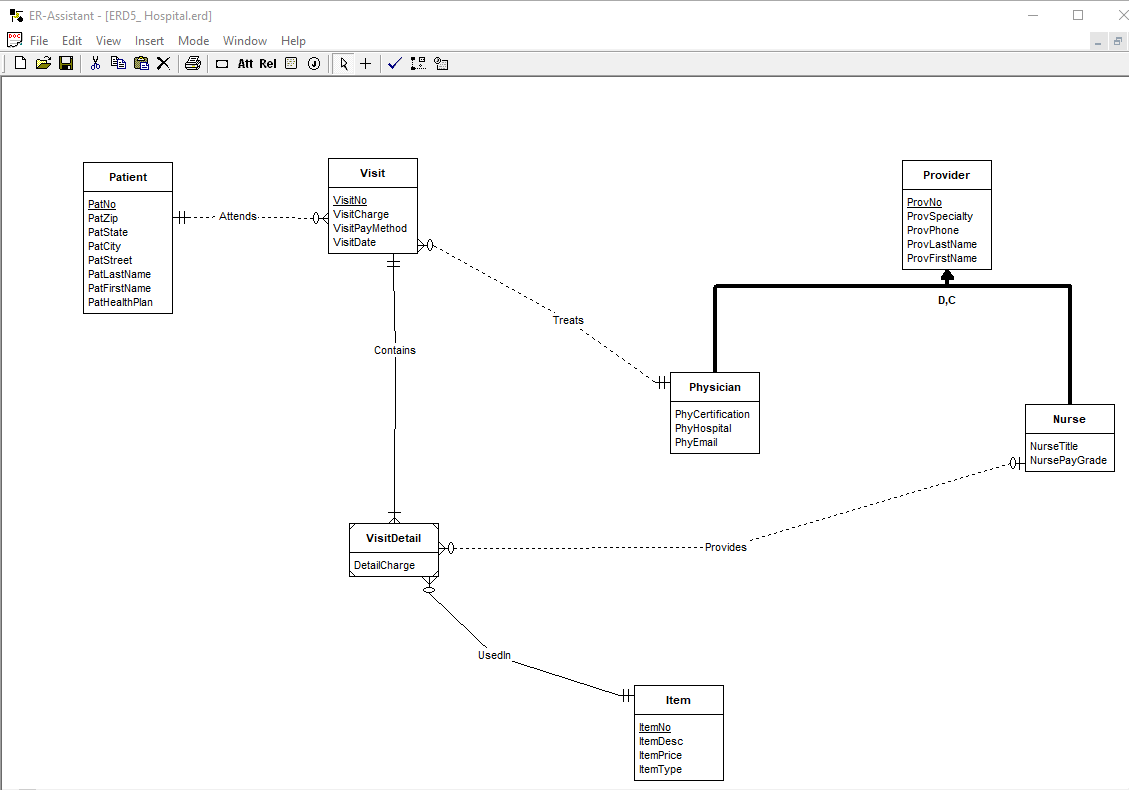 ER-Assistant - [ERD5_ Hospital.erd]
File Edit View Insert Mode Window Help
Att Rel
Patient
PatNo
PatZip
PatState
PatCity
PatStreet
PatLastName
PatFirstName
PatHealthPlan
Attends
Visit
VisitNo
VisitCharge
VisitPayMethod
VisitDate
Provider
ProvNo
ProvSpecialty
ProvPhone
ProvLastName
ProvFirstName
D,C
Treats
Contains
Physician
PhyCertification
PhyHospital
PhyEmail
Nurse
NurseTitle
NursePayGrade
VisitDetail
DetailCharge
Provides
UsedIn
Item
ItemNo
ItemDesc
ItemPrice
ItemType